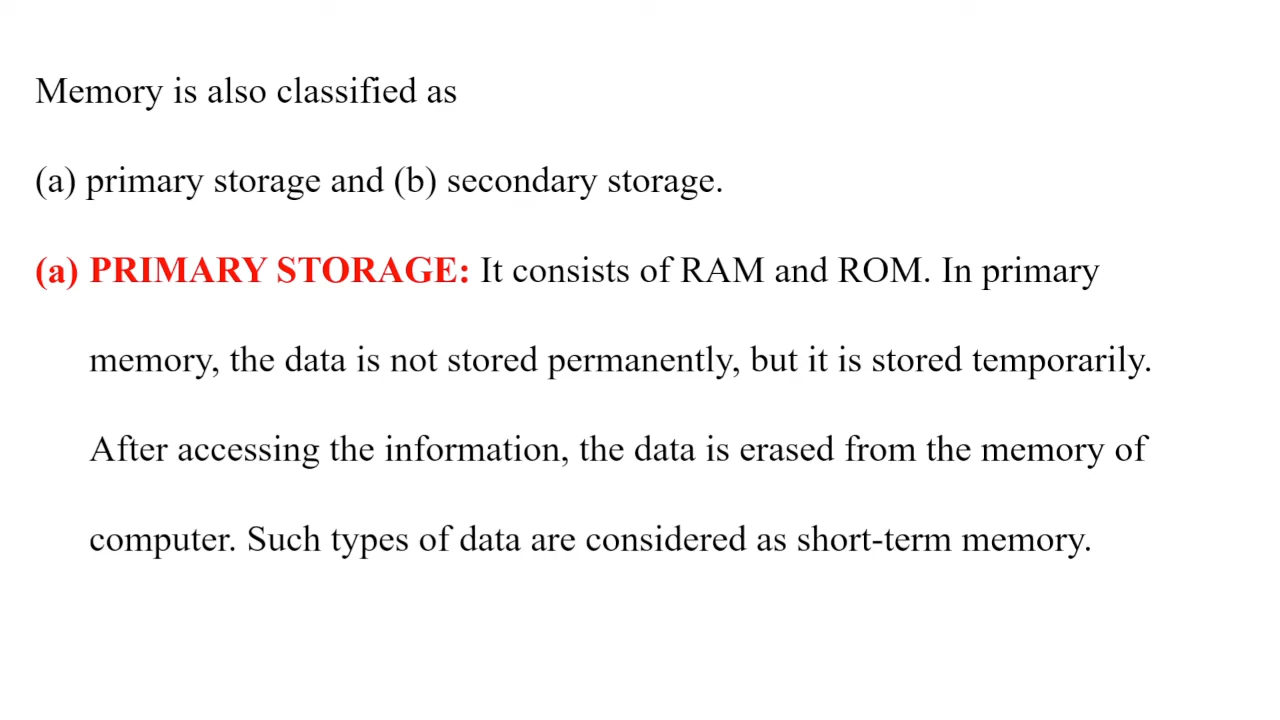 Memory is also classified as
(a) primary storage and (b) secondary storage.
(a) PRIMARY STORAGE: It consists of RAM and ROM. In primary
memory, the data is not stored permanently, but it is stored temporarily.
After accessing the information, the data is erased from the memory of
computer. Such types of data are considered as short-term memory.